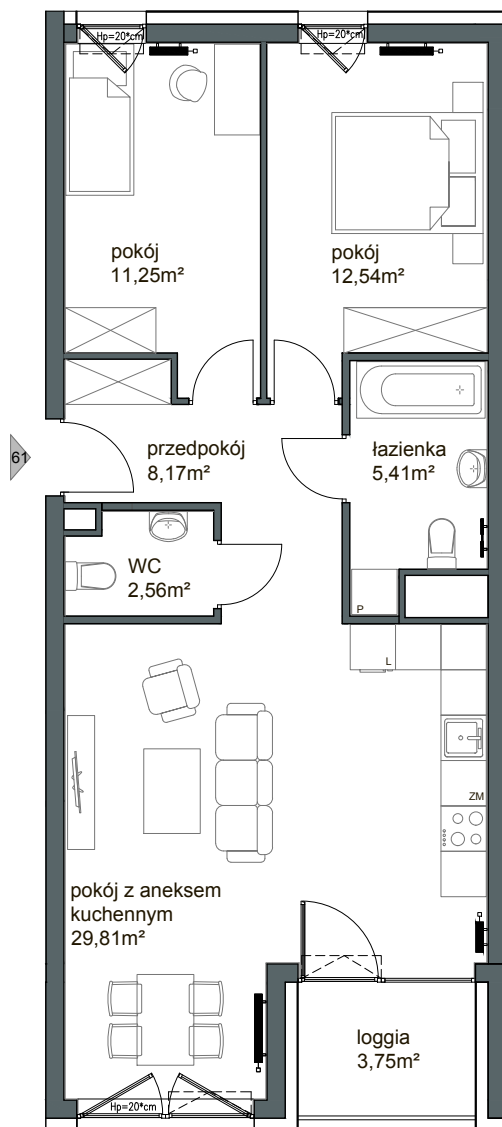 Hp=20*cm
Hp=20*cm
pokój
11,25m²
pokój
12,54m²
61
przedpokój
8,17m²
łazienka
5,41m²
WC
2,56m²
P
L
ZM
pokój z aneksem
kuchennym
29,81m²
loggia
3,75m²
Hp=20*cm